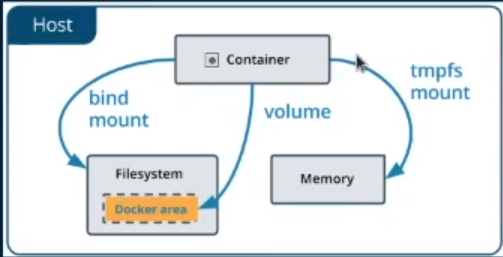 Host
Container
bind
mount
volume
tmpfs
mount
Filesystem
Docker area
Memory